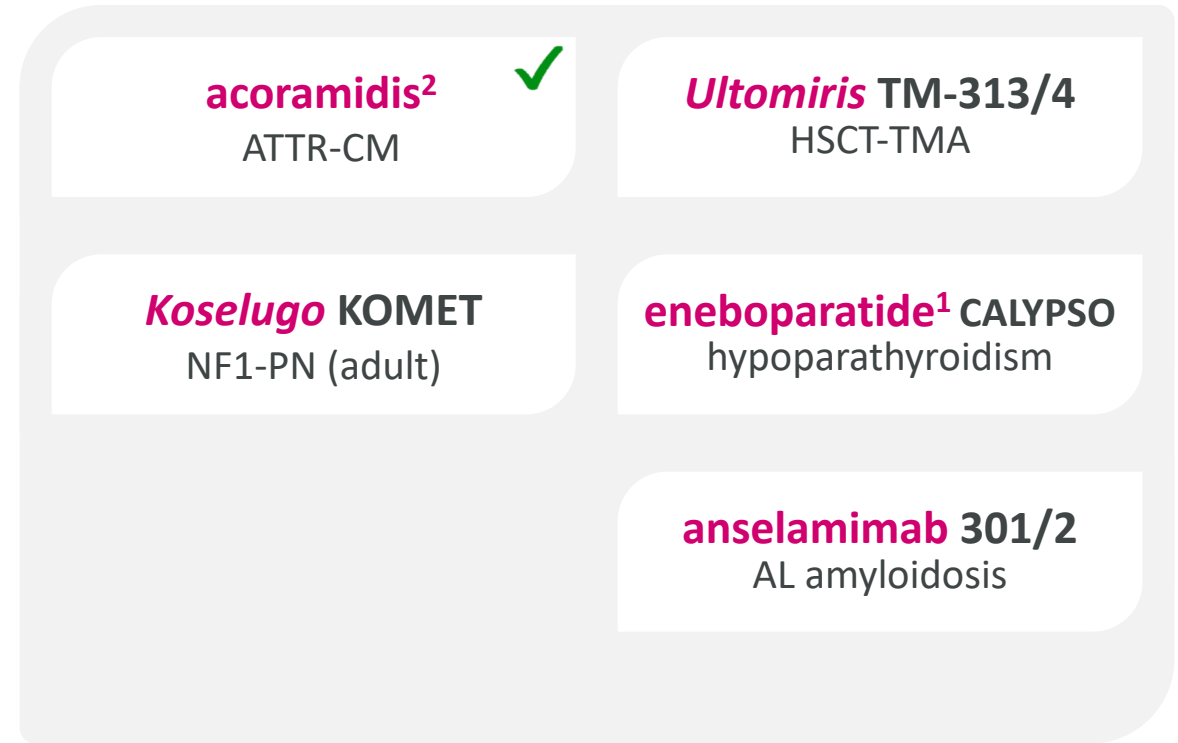 acoramidis²
ATTR-CM
Koselugo KOMET
NF1-PN (adult)
Ultomiris TM-313/4
HSCT-TMA
eneboparatide¹ CALYPSO
hypoparathyroidism
anselamimab 301/2
AL amyloidosis